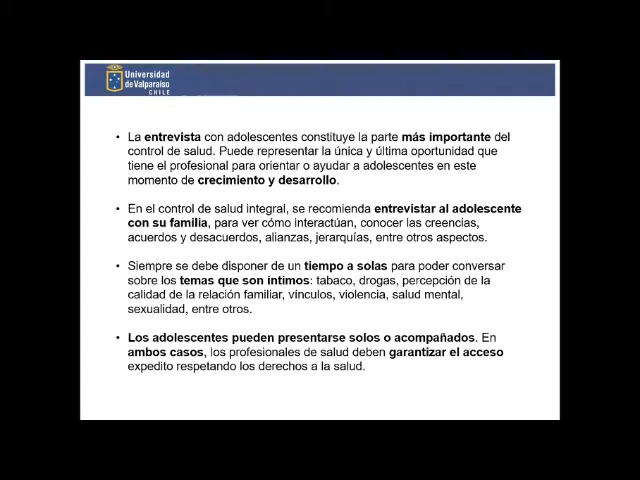 Universidad
de Valparaíso
CHILE
• La entrevista con adolescentes constituye la parte más importante del
control de salud. Puede representar la única y última oportunidad que
tiene el profesional para orientar o ayudar a adolescentes en este
momento de crecimiento y desarrollo.
• En el control de salud integral, se recomienda entrevistar al adolescente
con su familia, para ver cómo interactúan, conocer las creencias,
acuerdos y desacuerdos, alianzas, jerarquías, entre otros aspectos.
• Siempre se debe disponer de un tiempo a solas para poder conversar
sobre los temas que son íntimos: tabaco, drogas, percepción de la
calidad de la relación familiar, vínculos, violencia, salud mental,
sexualidad, entre otros.
• Los adolescentes pueden presentarse solos o acompañados. En
ambos casos, los profesionales de salud deben garantizar el acceso
expedito respetando los derechos a la salud.